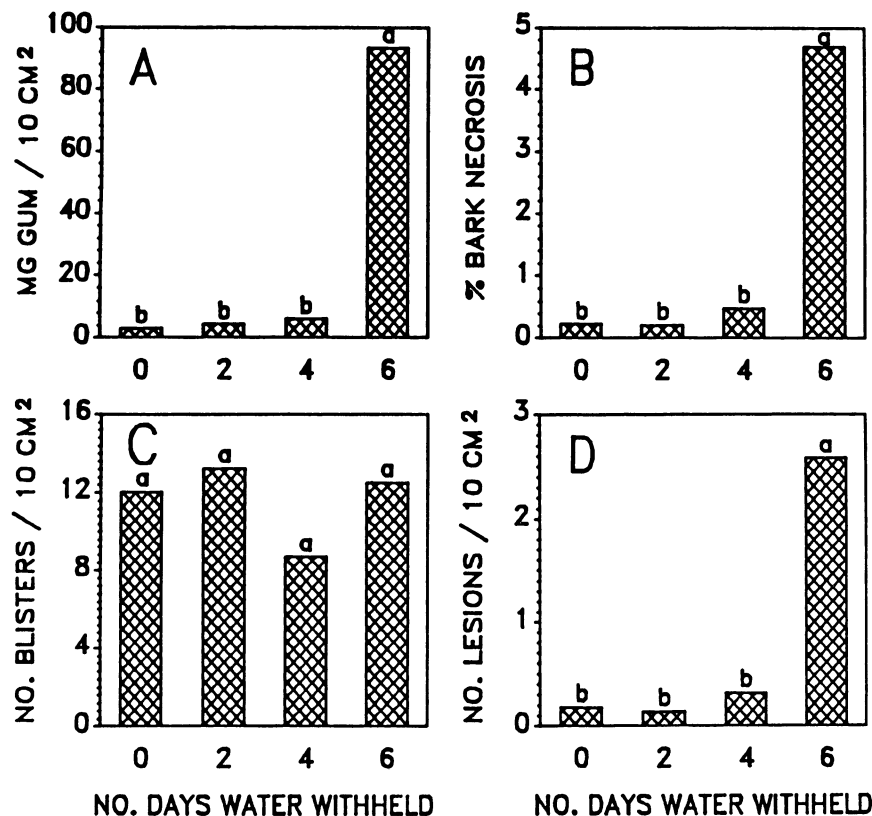 A
MG GUM / 10 CM²
100
80
60
40
20
0
b
b
b
a
0 2 4 6
B
% BARK NECROSIS
5
4
3
2
1
0
b
b
b
a
0 2 4 6
C
NO. BLISTERS / 10 CM²
16
12
8
4
0
a
a
a
a
0 2 4 6
NO. DAYS WATER WITHHELD
D
NO. LESIONS / 10 CM²
3
2
1
0
b
b
b
a
0 2 4 6
NO. DAYS WATER WITHHELD